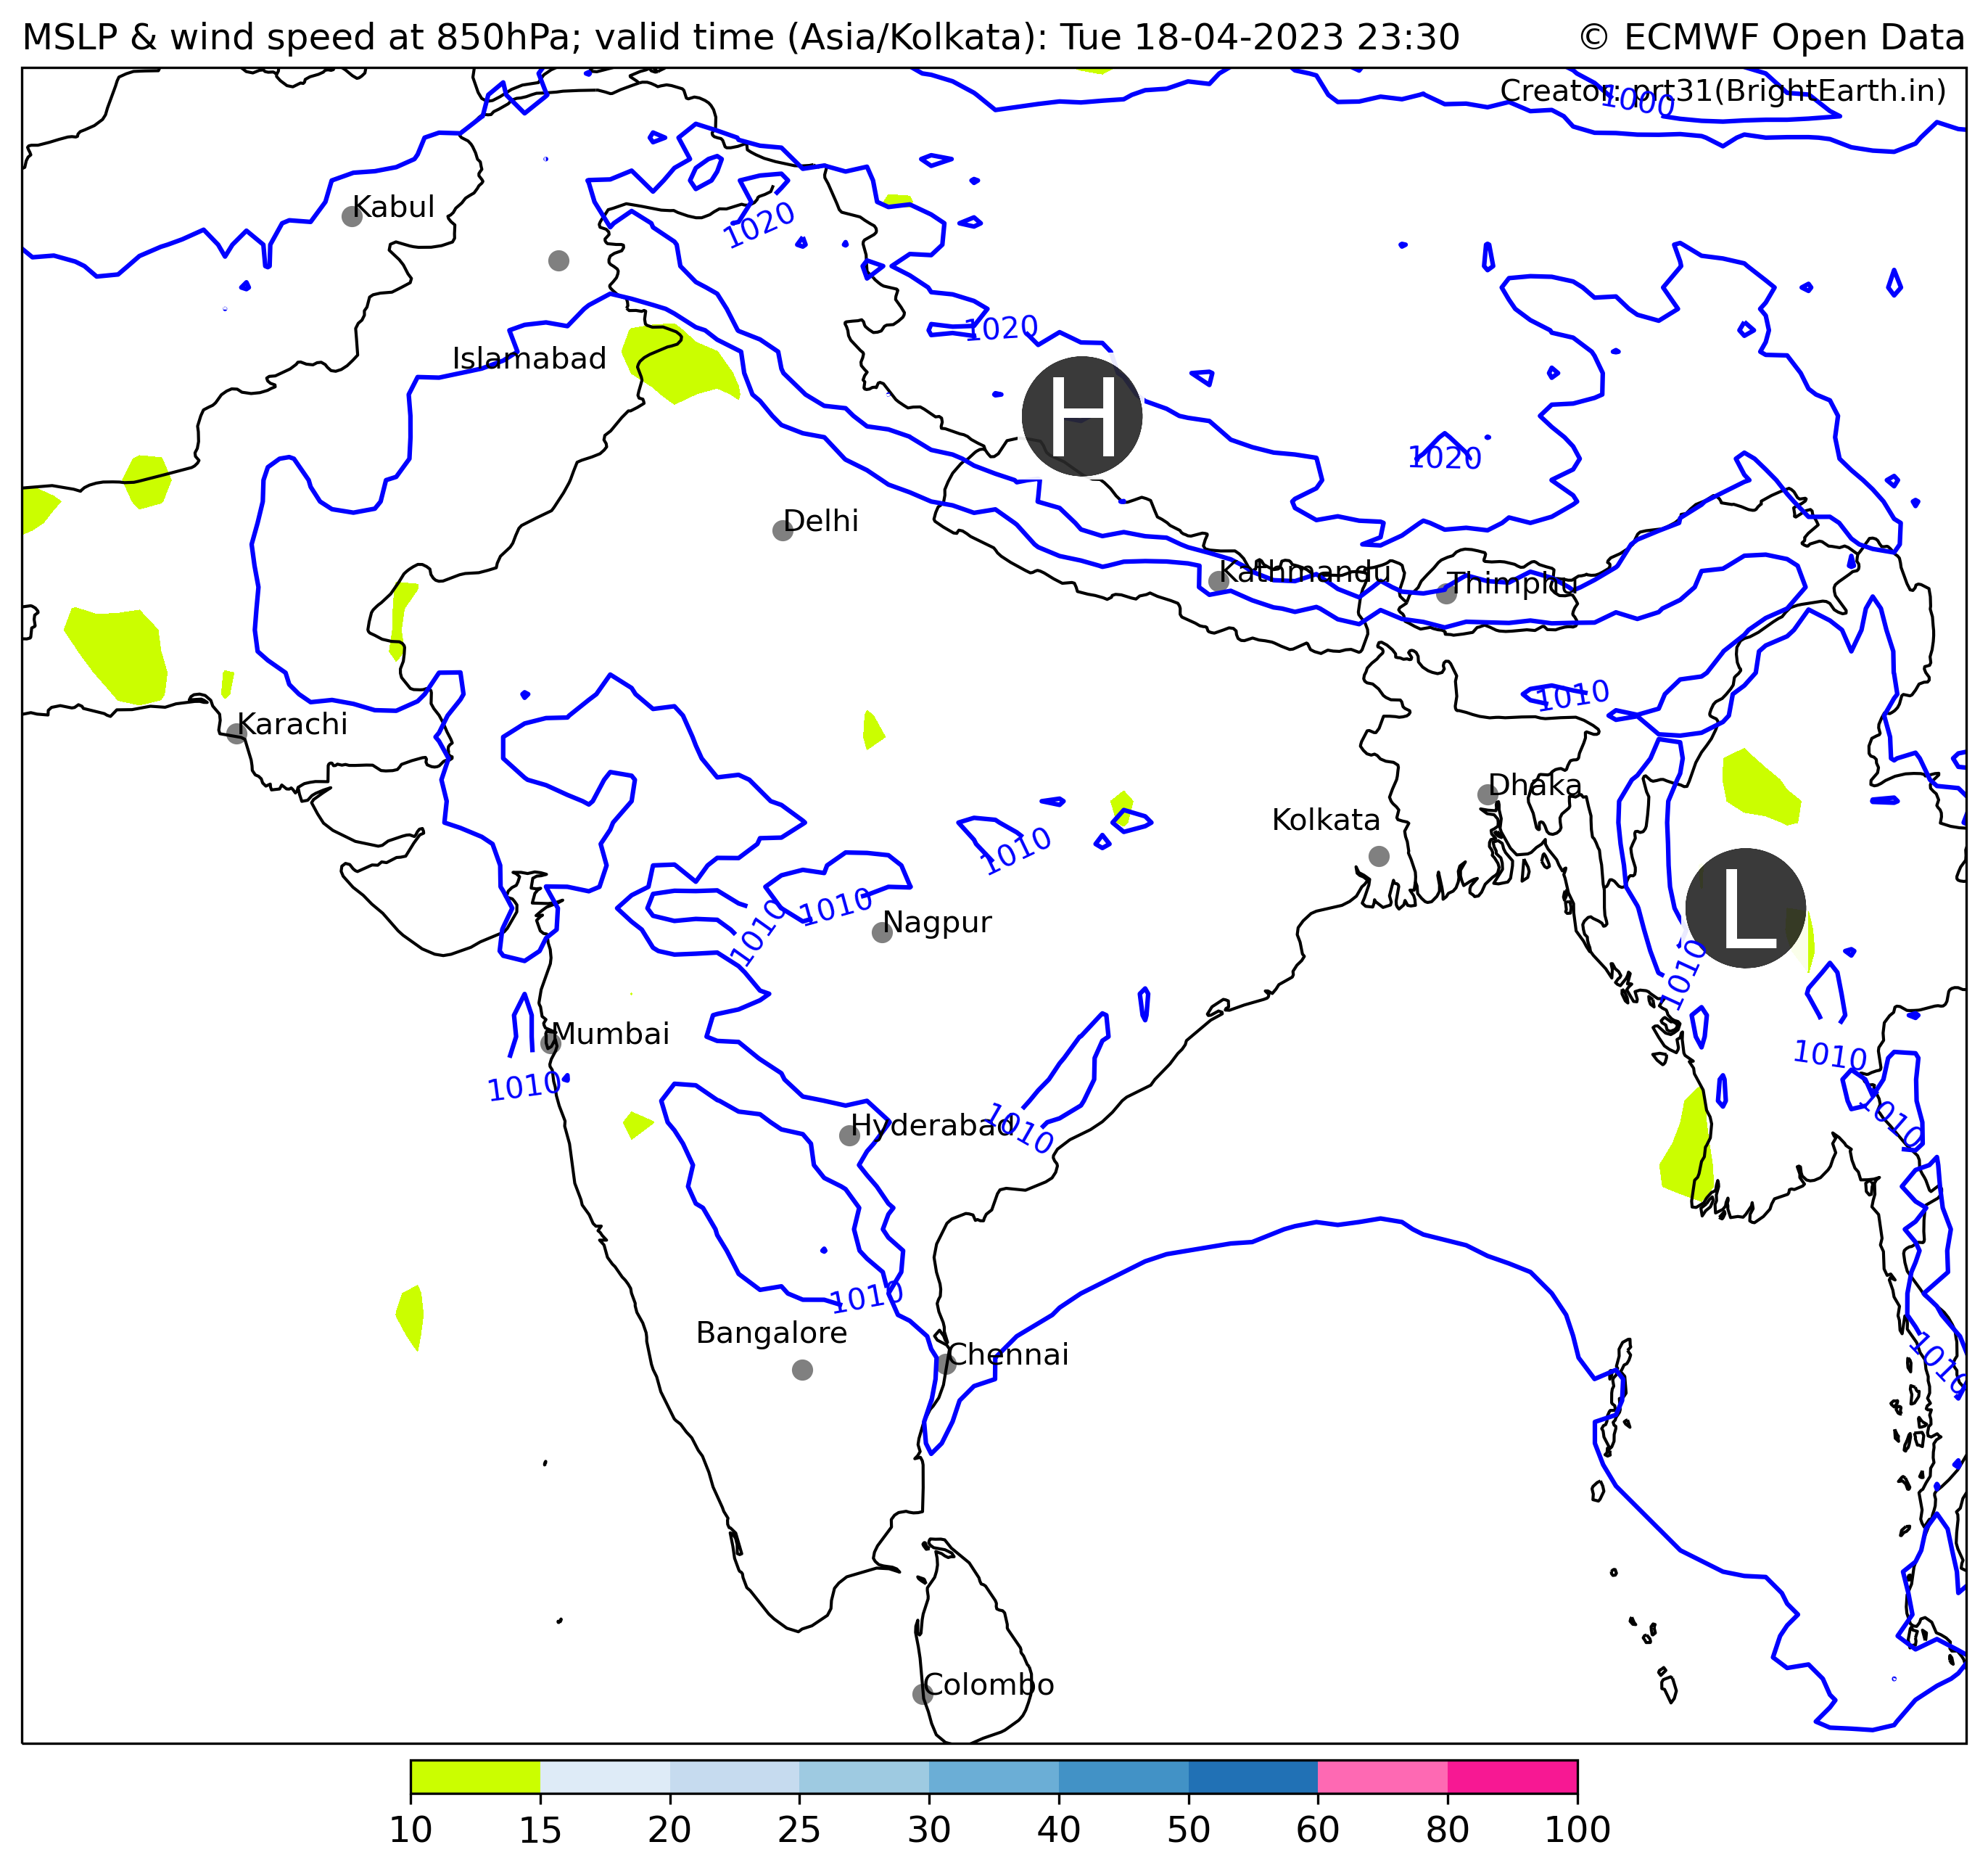 MSLP & wind speed at 850hPa; valid time (Asia/Kolkata): Tue 18-04-2023 23:30
© ECMWF Open Data
Creator: prt31(BrightEarth.in)
1000
Kabul
1020
1020
Islamabad
H
1020
Delhi
Kathmandu
Thimphu
1010
Karachi
Dhaka
Kolkata
1010
1010
Nagpur
1010
L
1010
Mumbai
1010
1010
Hyderabad
1010
1010
1010
Bangalore
Chennai
1010
Colombo
10 15 20 25 30 40 50 60 80 100